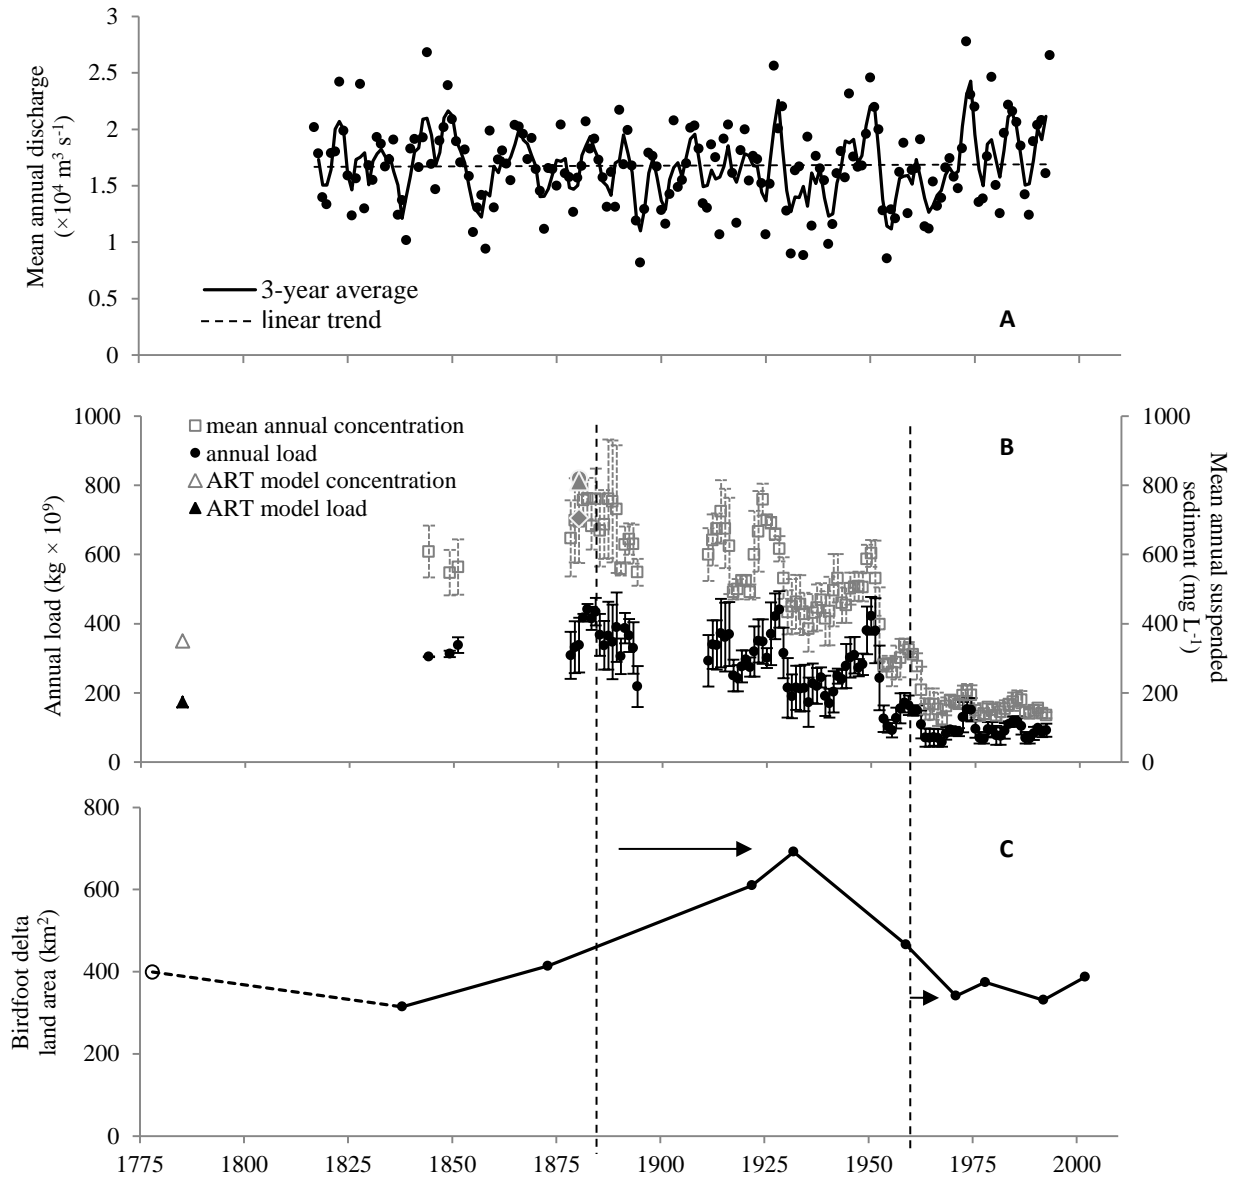 Mean annual discharge
(×10⁴ m³ s⁻¹)
3
2.5
2
1.5
1
0.5
0
3-year average
linear trend
A
Annual load (kg × 10⁹)
1000
800
600
400
200
0
mean annual concentration
annual load
ART model concentration
ART model load
B
1000
800
600
400
200
0
Mean annual suspended
sediment (mg L⁻¹)
Birdfoot delta
land area (km²)
800
600
400
200
0
C
1775
1800
1825
1850
1875
1900
1925
1950
1975
2000